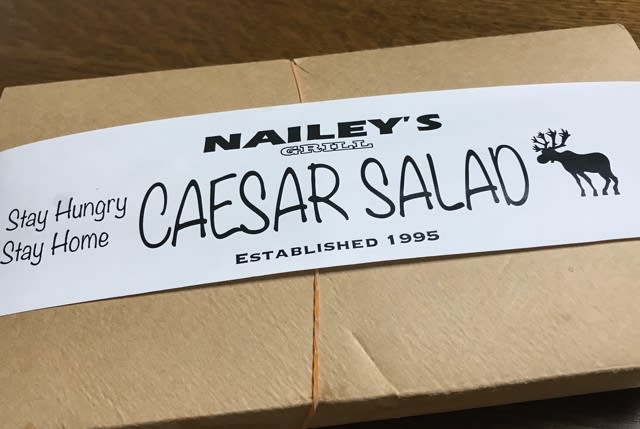 NAILEY'S
GRILL
Stay Hungry
Stay Home
CAESAR SALAD
ESTABLISHED 1995